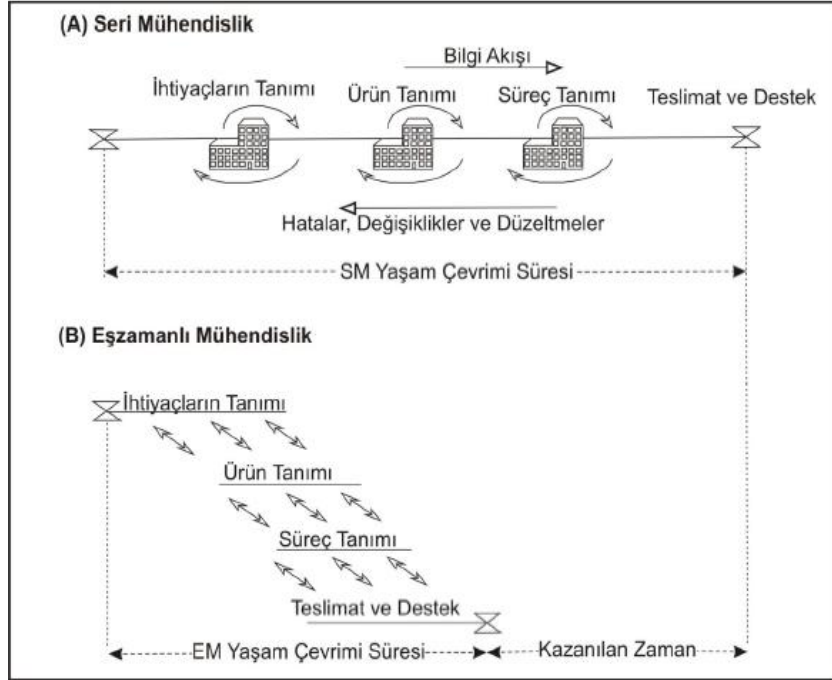 (A) Seri Mühendislik
Bilgi Akışı
İhtiyaçların Tanımı
Ürün Tanımı
Süreç Tanımı
Teslimat ve Destek
Hatalar, Değişiklikler ve Düzeltmeler
SM Yaşam Çevrimi Süresi
(B) Eşzamanlı Mühendislik
İhtiyaçların Tanımı
Ürün Tanımı
Süreç Tanımı
Teslimat ve Destek
EM Yaşam Çevrimi Süresi
Kazanılan Zaman